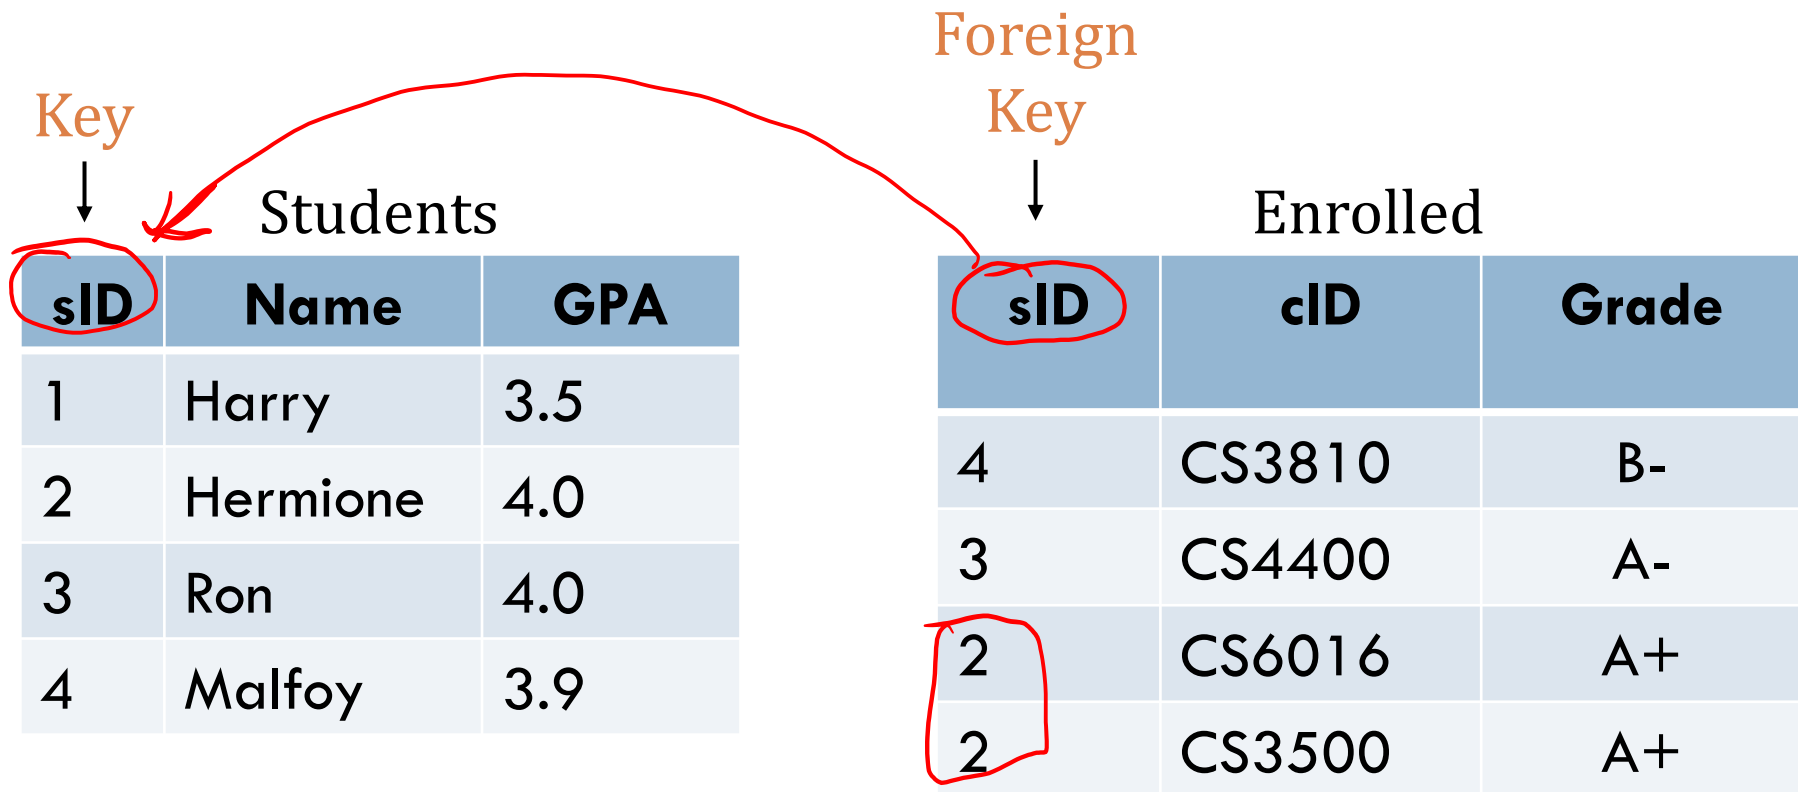 Foreign
Key
Key
Students
Enrolled
sID Name GPA
1 Harry 3.5
2 Hermione 4.0
3 Ron 4.0
4 Malfoy 3.9
sID cID Grade
4 CS3810 B-
3 CS4400 A-
2 CS6016 A+
2 CS3500 A+